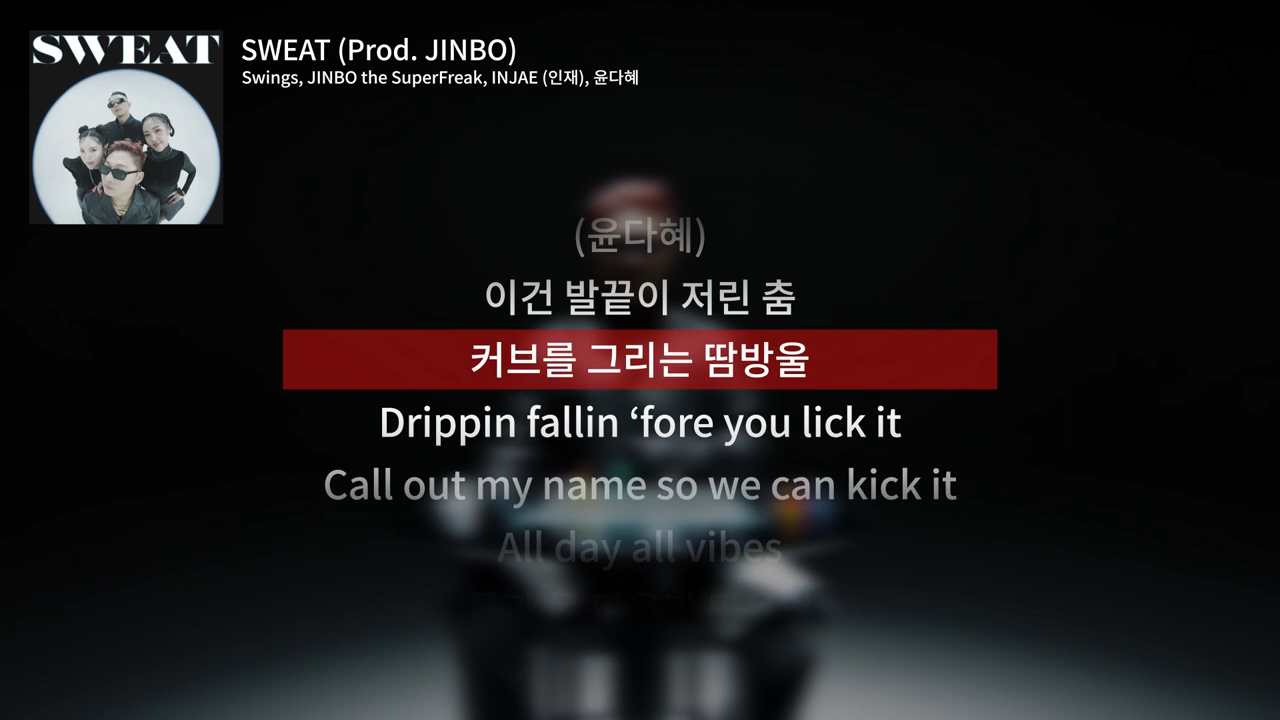 SWEAT
SWEAT (Prod. JINBO)
Swings, JINBO the SuperFreak, INJAE (인재), 윤다혜
(윤다혜)
이건 발끝이 저린 춤
커브를 그리는 땀방울
Drippin fallin ‘fore you lick it
Call out my name so we can kick it
All day all vibes